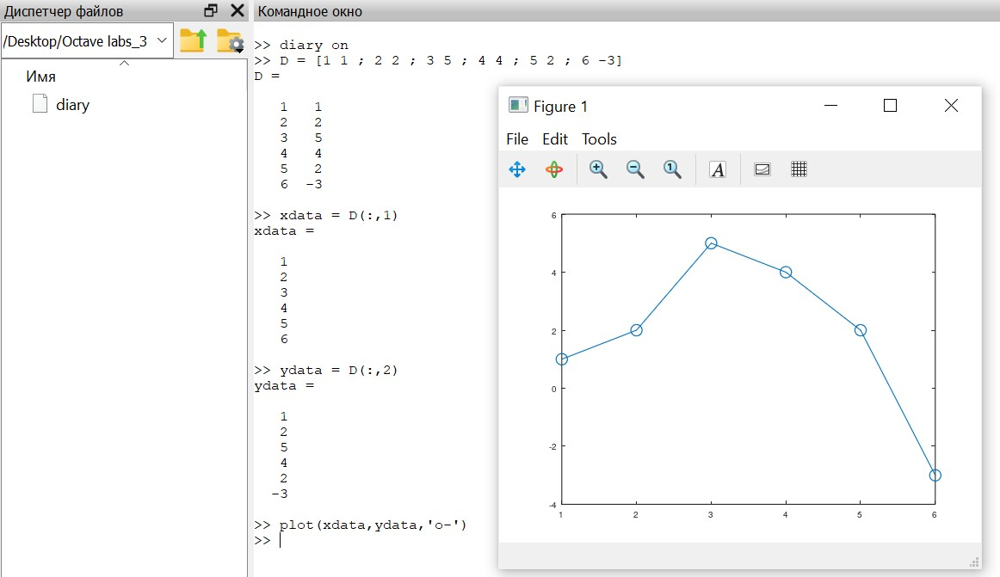 Диспетчер файлов
/Desktop/Octave labs_3
Имя
diary
Командное окно
>> diary on
>> D = [1 1 ; 2 2 ; 3 5 ; 4 4 ; 5 2 ; 6 -3]
D =
1 1
2 2
3 5
4 4
5 2
6 -3
>> xdata = D(:,1)
xdata =
1
2
3
4
5
6
>> ydata = D(:,2)
ydata =
1
2
5
4
2
-3
>> plot(xdata,ydata,'o-')
>>
Figure 1
File Edit Tools
1 A
6
4
2
0
-2
-4
1 2 3 4 5 6